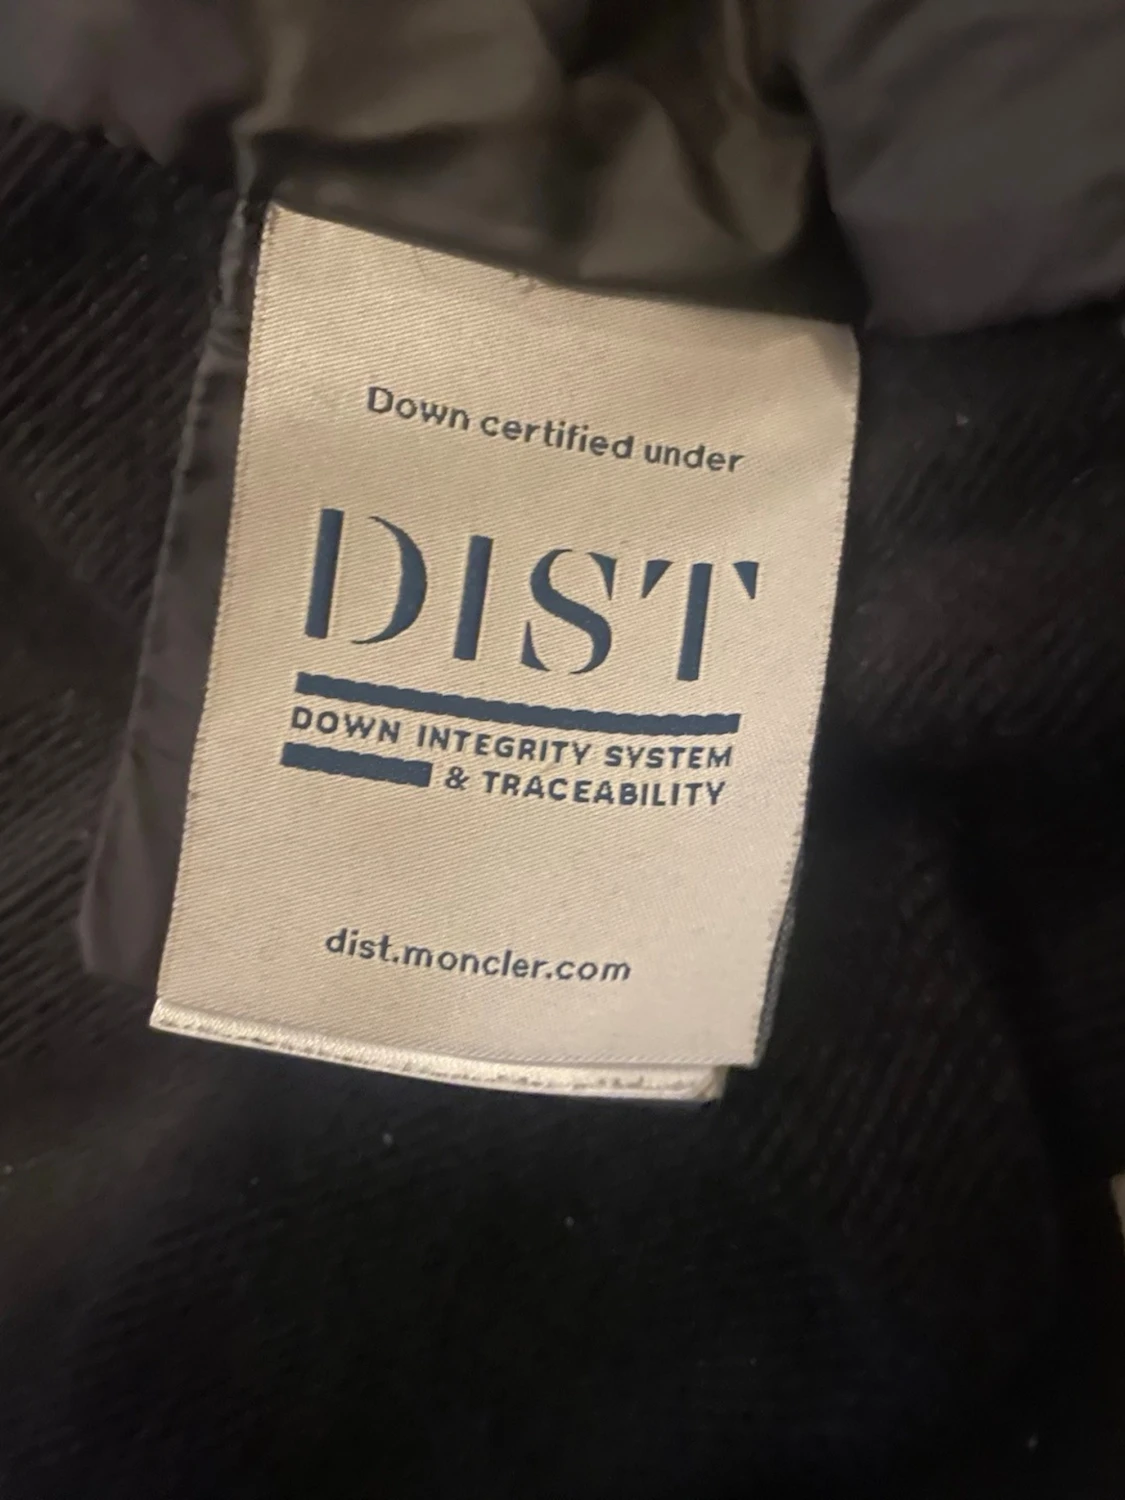 Down certified under
DIST
DOWN INTEGRITY SYSTEM
& TRACEABILITY
dist.moncler.com